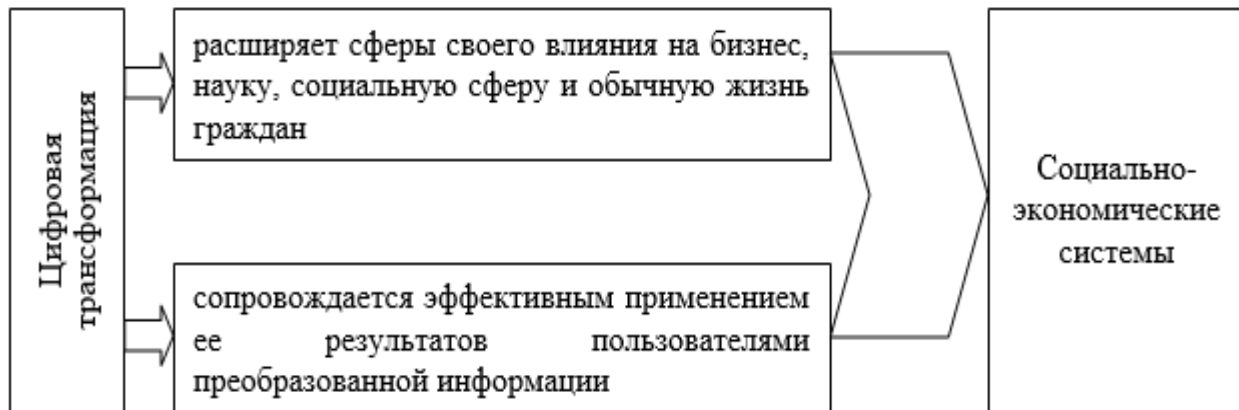 Цифровая
трансформация
расширяет сферы своего влияния на бизнес,
науку, социальную сферу и обычную жизнь
граждан
сопровождается эффективным применением
ее результатов пользователями
преобразованной информации
Социально-
экономические
системы